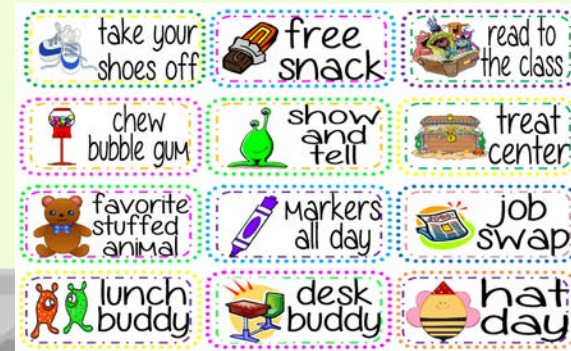 take your
shoes off
free
snack
read to
the class
chew
bubble gum
show
and
tell
treat
center
favorite
stuffed
animal
Markers
all day
job
swap
lunch
buddy
desk
buddy
hat
day